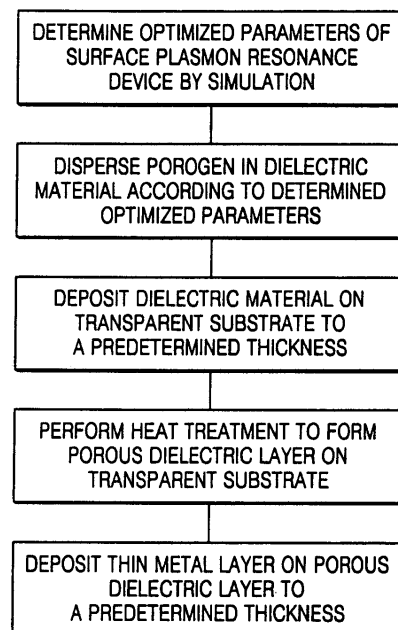 DETERMINE OPTIMIZED PARAMETERS OF
SURFACE PLASMON RESONANCE
DEVICE BY SIMULATION
DISPERSE POROGEN IN DIELECTRIC
MATERIAL ACCORDING TO DETERMINED
OPTIMIZED PARAMETERS
DEPOSIT DIELECTRIC MATERIAL ON
TRANSPARENT SUBSTRATE TO
A PREDETERMINED THICKNESS
PERFORM HEAT TREATMENT TO FORM
POROUS DIELECTRIC LAYER ON
TRANSPARENT SUBSTRATE
DEPOSIT THIN METAL LAYER ON POROUS
DIELECTRIC LAYER TO
A PREDETERMINED THICKNESS